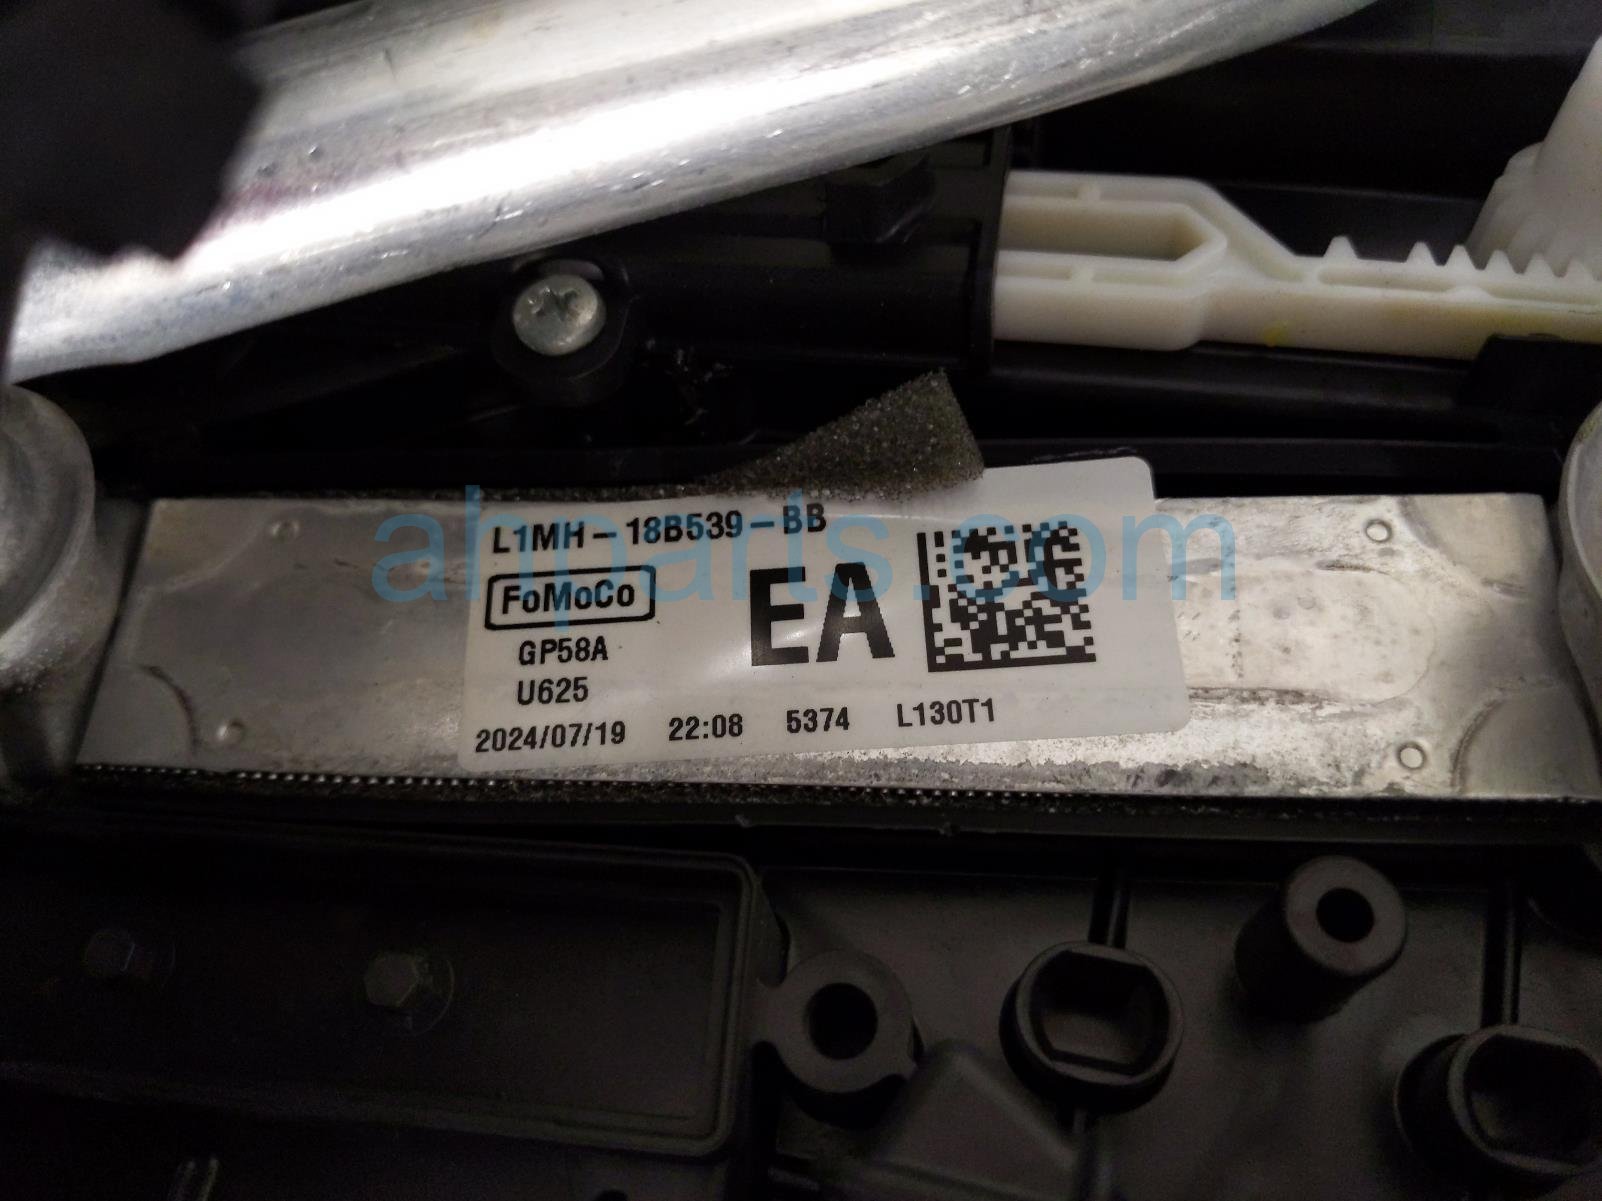 L1MH-18B539-BB
FoMoCo
EA
GP58A
U625
2024/07/19 22:08 5374 L130T1
ahparts.com